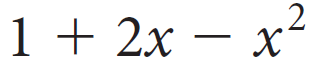 1 + 2x − x²